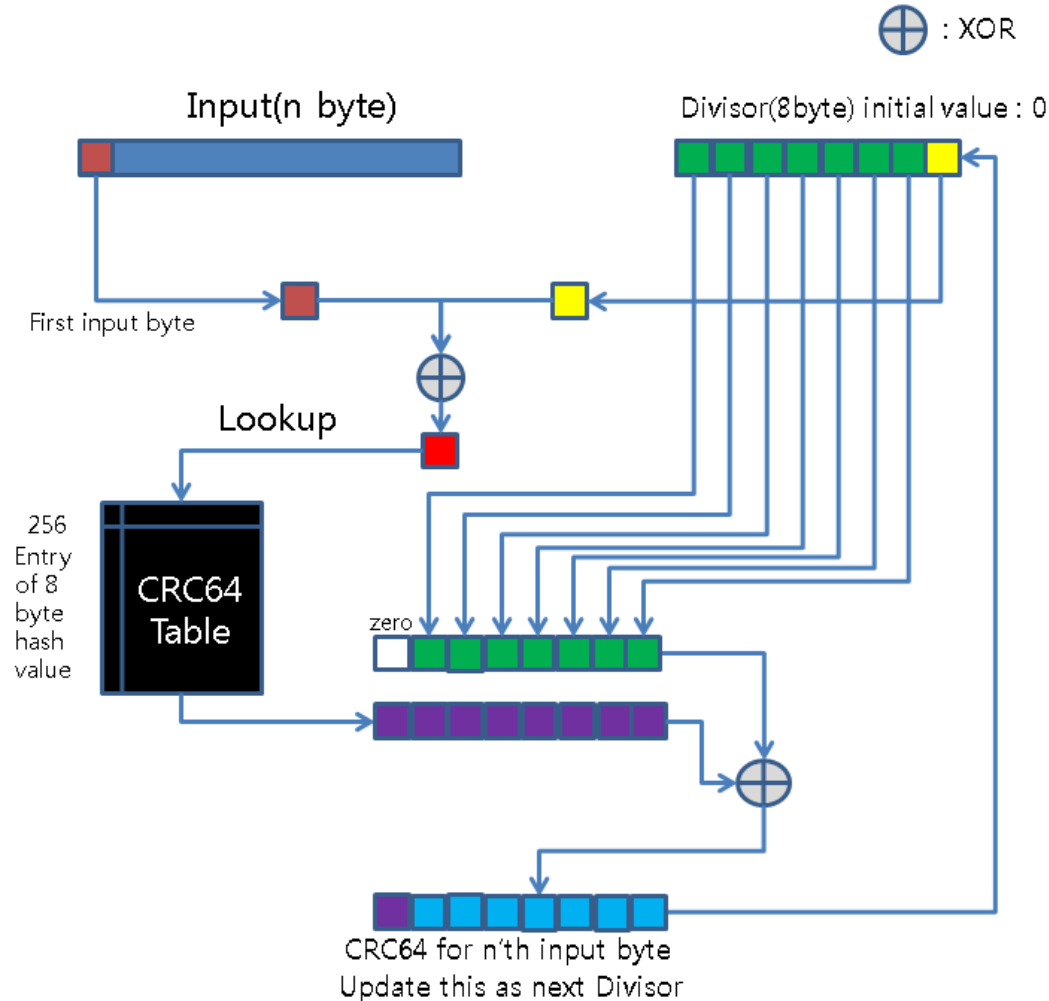 : XOR
Input(n byte)
Divisor(8byte) initial value : 0
First input byte
Lookup
256
Entry
of 8
byte
hash
value
CRC64
Table
zero
CRC64 for n'th input byte
Update this as next Divisor